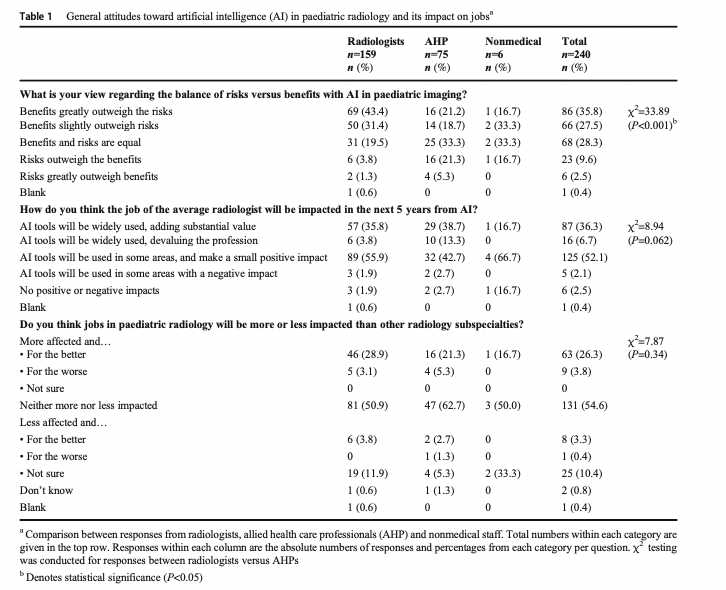 Table 1 General attitudes toward artificial intelligence (AI) in paediatric radiology and its impact on jobsᵃ
Radiologists AHP Nonmedical Total
n=159 n=75 n=6 n=240
n (%) n (%) n (%) n (%)
What is your view regarding the balance of risks versus benefits with AI in paediatric imaging?
Benefits greatly outweigh the risks 69 (43.4) 16 (21.2) 1 (16.7) 86 (35.8) χ²=33.89
Benefits slightly outweigh risks 50 (31.4) 14 (18.7) 2 (33.3) 66 (27.5) (P<0.001)ᵇ
Benefits and risks are equal 31 (19.5) 25 (33.3) 2 (33.3) 68 (28.3)
Risks outweigh the benefits 6 (3.8) 16 (21.3) 1 (16.7) 23 (9.6)
Risks greatly outweigh benefits 2 (1.3) 4 (5.3) 0 6 (2.5)
Blank 1 (0.6) 0 0 1 (0.4)
How do you think the job of the average radiologist will be impacted in the next 5 years from AI?
AI tools will be widely used, adding substantial value 57 (35.8) 29 (38.7) 1 (16.7) 87 (36.3) χ²=8.94
AI tools will be widely used, devaluing the profession 6 (3.8) 10 (13.3) 0 16 (6.7) (P=0.062)
AI tools will be used in some areas, and make a small positive impact 89 (55.9) 32 (42.7) 4 (66.7) 125 (52.1)
AI tools will be used in some areas with a negative impact 3 (1.9) 2 (2.7) 0 5 (2.1)
No positive or negative impacts 3 (1.9) 2 (2.7) 1 (16.7) 6 (2.5)
Blank 1 (0.6) 0 0 1 (0.4)
Do you think jobs in paediatric radiology will be more or less impacted than other radiology subspecialties?
More affected and… χ²=7.87
• For the better 46 (28.9) 16 (21.3) 1 (16.7) 63 (26.3) (P=0.34)
• For the worse 5 (3.1) 4 (5.3) 0 9 (3.8)
• Not sure 0 0 0 0
Neither more nor less impacted 81 (50.9) 47 (62.7) 3 (50.0) 131 (54.6)
Less affected and…
• For the better 6 (3.8) 2 (2.7) 0 8 (3.3)
• For the worse 0 1 (1.3) 0 1 (0.4)
• Not sure 19 (11.9) 4 (5.3) 2 (33.3) 25 (10.4)
Don't know 1 (0.6) 1 (1.3) 0 2 (0.8)
Blank 1 (0.6) 0 0 1 (0.4)
ᵃ Comparison between responses from radiologists, allied health care professionals (AHP) and nonmedical staff. Total numbers within each category are
given in the top row. Responses within each column are the absolute numbers of responses and percentages from each category per question. χ² testing
was conducted for responses between radiologists versus AHPs
ᵇ Denotes statistical significance (P<0.05)